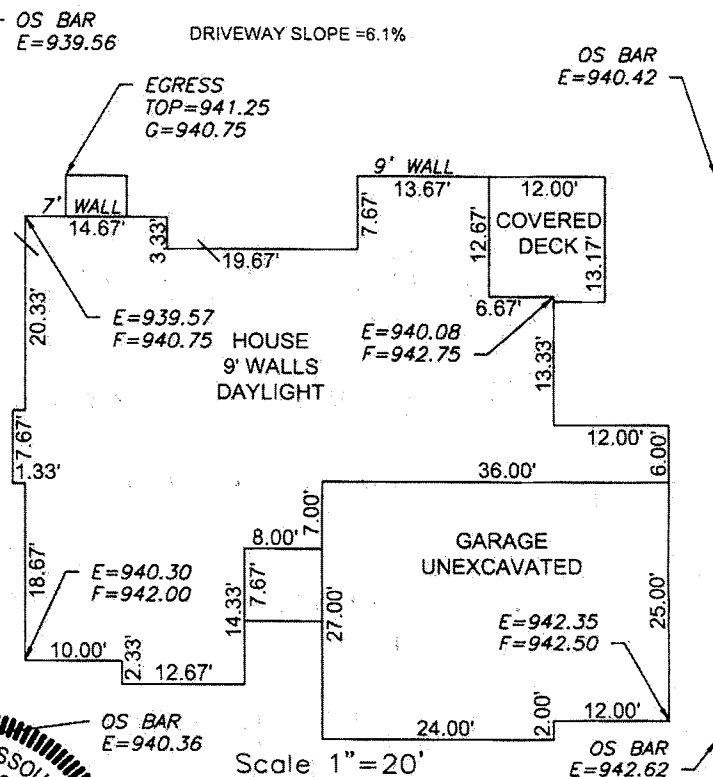 OS BAR
E=939.56
DRIVEWAY SLOPE =6.1%
OS BAR
E=940.42
EGRESS
TOP=941.25
G=940.75
9' WALL
13.67'
12.00'
7' WALL
14.67'
3.33'
19.67'
7.67'
12.67'
COVERED
DECK
13.17'
6.67'
20.33'
E=939.57
F=940.75
HOUSE
9' WALLS
DAYLIGHT
E=940.08
F=942.75
13.33'
12.00'
6.00'
7.67'
1.33'
36.00'
7.00'
8.00'
18.67'
E=940.30
F=942.00
14.33'
7.67'
27.00'
GARAGE
UNEXCAVATED
25.00'
E=942.35
F=942.50
10.00'
2.33'
12.67'
24.00'
2.00'
12.00'
OS BAR
E=940.36
Scale 1"=20'
OS BAR
E=942.62